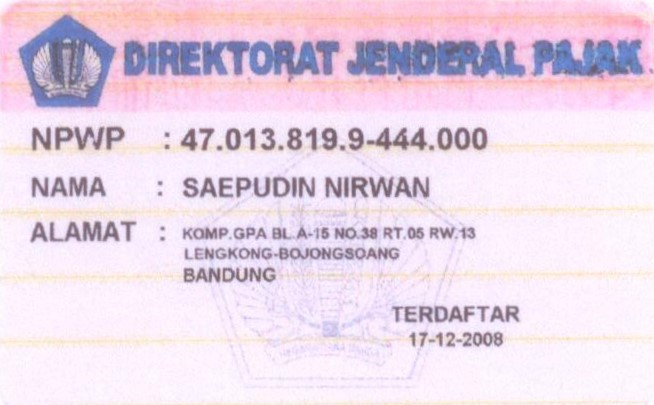 DIREKTORAT JENDERAL PAJAK
NPWP : 47.013.819.9-444.000
NAMA : SAEPUDIN NIRWAN
ALAMAT : KOMP.GPA BL.A-15 NO.38 RT.05 RW.13
LENGKONG-BOJONGSOANG
BANDUNG
TERDAFTAR
17-12-2008